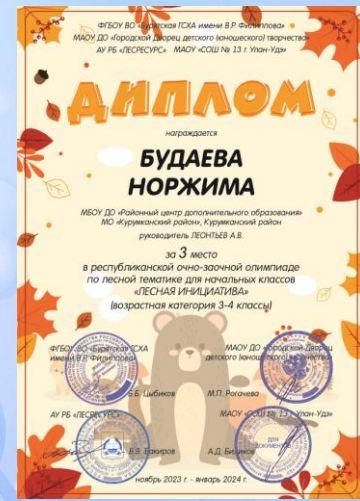 ФГБОУ ВО «Бурятская ГСХА имени В.Р. Филиппова»
МАОУ ДО «Городской Дворец детского (юношеского) творчества»
АУ РБ «ЛЕСРЕСУРС» МАОУ «СОШ № 13 г. Улан-Удэ»
ДИПЛОМ
награждается
БУДАЕВА
НОРЖИМА
МБОУ ДО «Районный центр дополнительного образования»
МО «Курумканский район», Курумканский район
руководитель ЛЕОНТЬЕВ А.В.
за 3 место
в республиканской очно-заочной олимпиаде
по лесной тематике для начальных классов
«ЛЕСНАЯ ИНИЦИАТИВА»
(возрастная категория 3-4 классы)
ФГБОУ ВО «Бурятская ГСХА
имени В.Р. Филиппова»
МАОУ ДО «Городской Дворец
детского (юношеского) творчества»
Б.Б. Цыбиков
М.П. Рогачева
АУ РБ «ЛЕСРЕСУРС»
МАОУ «СОШ № 13 г. Улан-Удэ»
ДЛЯ
ДОКУМЕНТОВ
ноябрь 2023 г. - январь 2024 г.